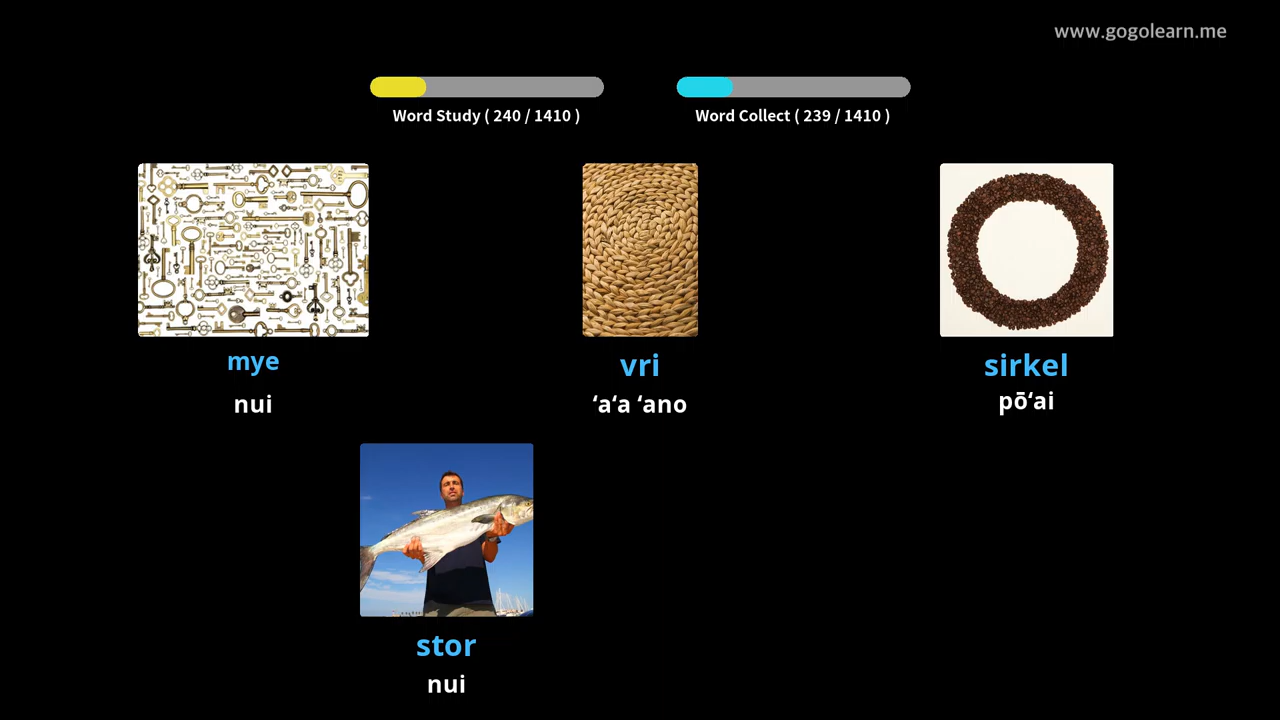 www.gogolearn.me
Word Study ( 240 / 1410 )
Word Collect ( 239 / 1410 )
mye
nui
vri
ʻaʻa ʻano
sirkel
pōʻai
stor
nui